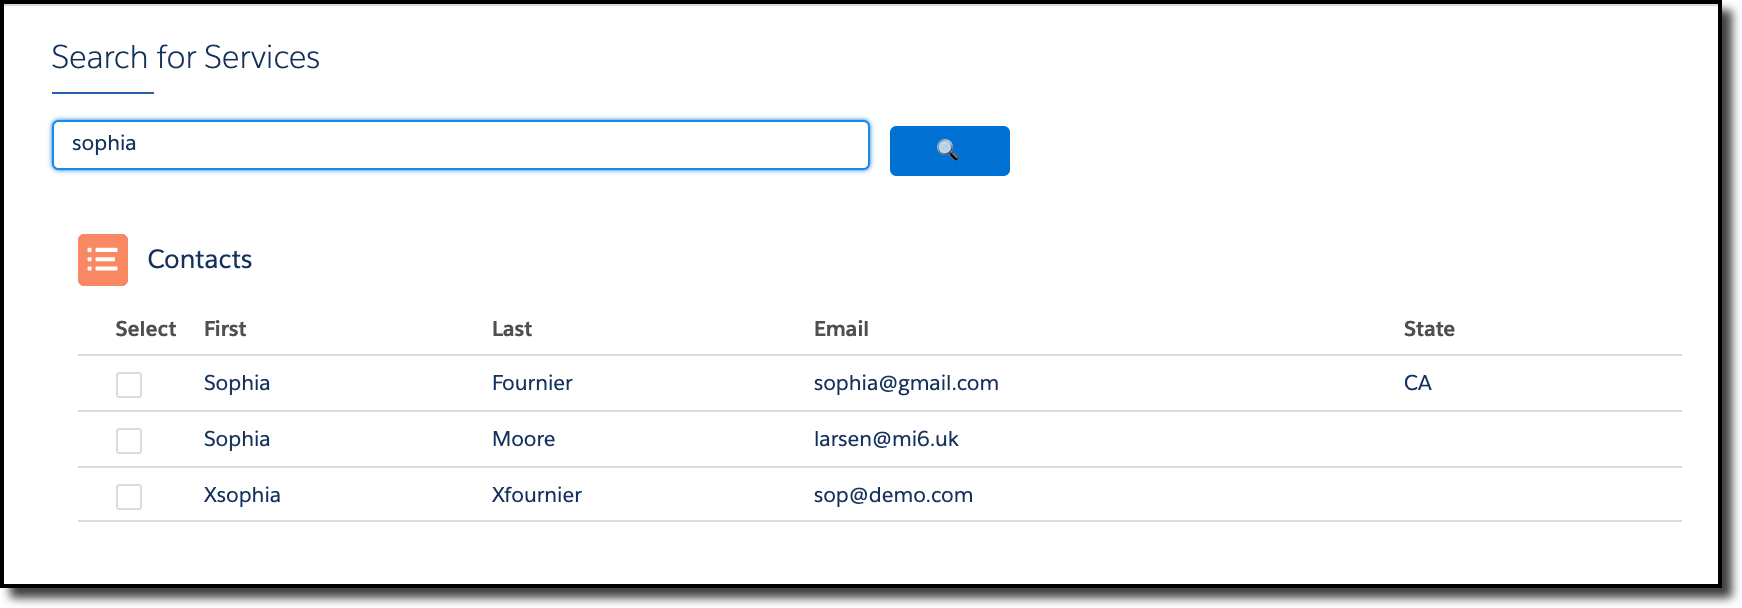 Search for Services
sophia
Contacts
Select First Last Email State
Sophia Fournier sophia@gmail.com CA
Sophia Moore larsen@mi6.uk
Xsophia Xfournier sop@demo.com